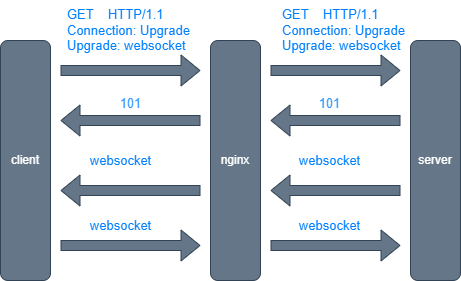 GET    HTTP/1.1
Connection: Upgrade
Upgrade: websocket
GET    HTTP/1.1
Connection: Upgrade
Upgrade: websocket
101
101
client
websocket
nginx
websocket
server
websocket
websocket